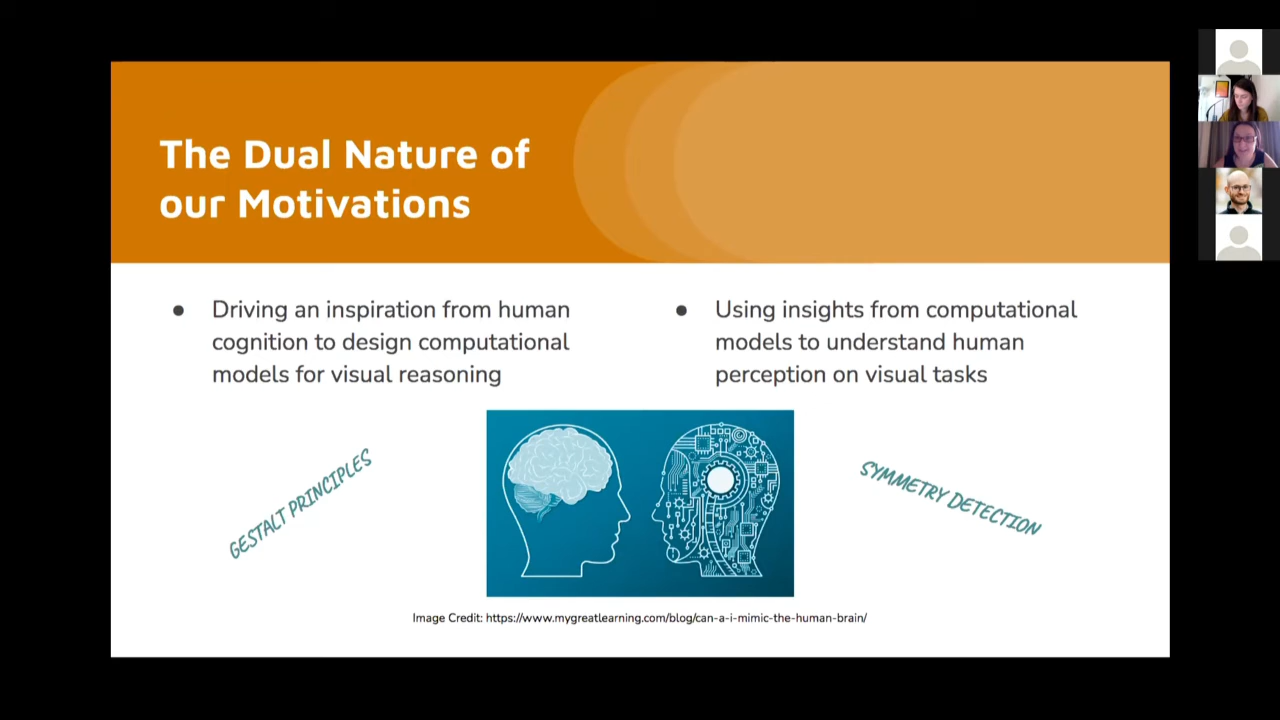 The Dual Nature of
our Motivations
● Driving an inspiration from human
cognition to design computational
models for visual reasoning
● Using insights from computational
models to understand human
perception on visual tasks
GESTALT PRINCIPLES
SYMMETRY DETECTION
Image Credit: https://www.mygreatlearning.com/blog/can-a-i-mimic-the-human-brain/